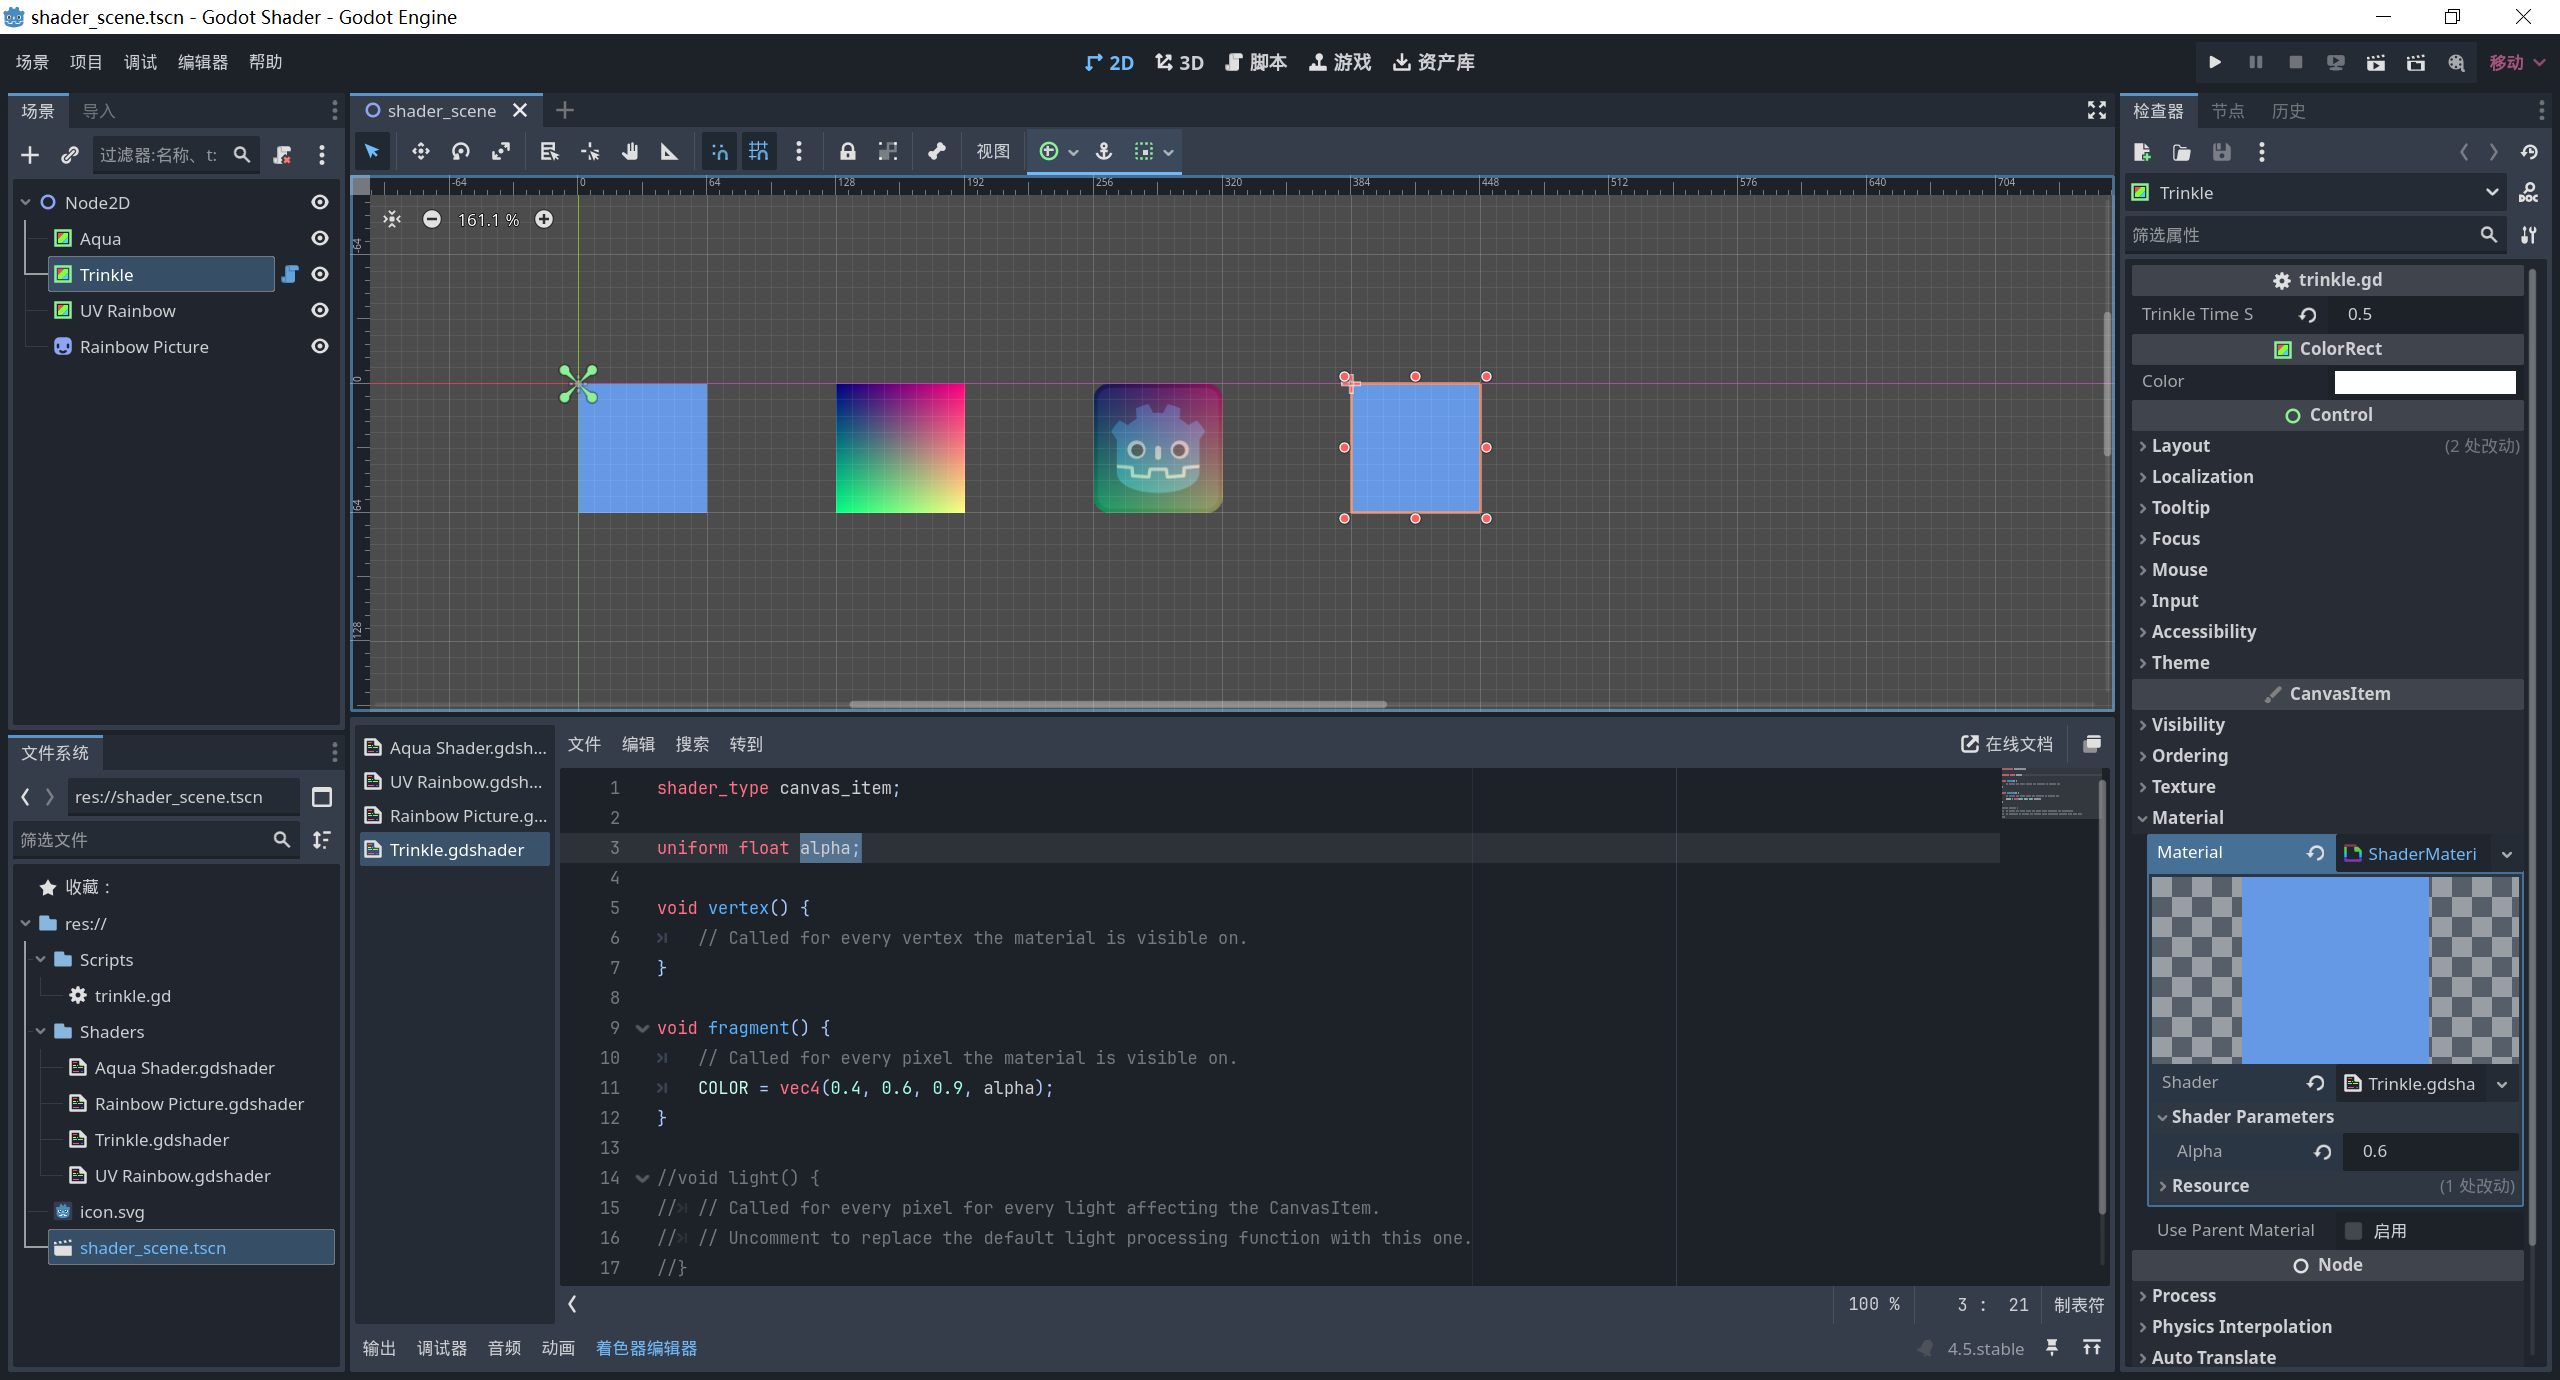 shader_scene.tscn - Godot Shader - Godot Engine
场景 项目 调试 编辑器 帮助
2D 3D 脚本 游戏 资产库
移动
场景 导入
过滤器:名称、t:
Node2D
Aqua
Trinkle
UV Rainbow
Rainbow Picture
shader_scene
视图
-64 0 64 128 192 256 320 384 448 512 576 640 704
161.1 %
-64
0
64
128
文件系统
res://shader_scene.tscn
筛选文件
收藏：
res://
Scripts
trinkle.gd
Shaders
Aqua Shader.gdshader
Rainbow Picture.gdshader
Trinkle.gdshader
UV Rainbow.gdshader
icon.svg
shader_scene.tscn
Aqua Shader.gdsh...
UV Rainbow.gdsh...
Rainbow Picture.g...
Trinkle.gdshader
文件 编辑 搜索 转到
在线文档
1 shader_type canvas_item;
2
3 uniform float alpha;
4
5 void vertex() {
6 // Called for every vertex the material is visible on.
7 }
8
9 void fragment() {
10 // Called for every pixel the material is visible on.
11 COLOR = vec4(0.4, 0.6, 0.9, alpha);
12 }
13
14 //void light() {
15 // // Called for every pixel for every light affecting the CanvasItem.
16 // // Uncomment to replace the default light processing function with this one.
17 //}
100 % 3 : 21 制表符
输出 调试器 音频 动画 着色器编辑器
4.5.stable
检查器 节点 历史
Trinkle
DOC
筛选属性
trinkle.gd
Trinkle Time S 0.5
ColorRect
Color
Control
Layout (2 处改动)
Localization
Tooltip
Focus
Mouse
Input
Accessibility
Theme
CanvasItem
Visibility
Ordering
Texture
Material
Material ShaderMateri
Shader Trinkle.gdsha
Shader Parameters
Alpha 0.6
Resource (1 处改动)
Use Parent Material 启用
Node
Process
Physics Interpolation
Auto Translate